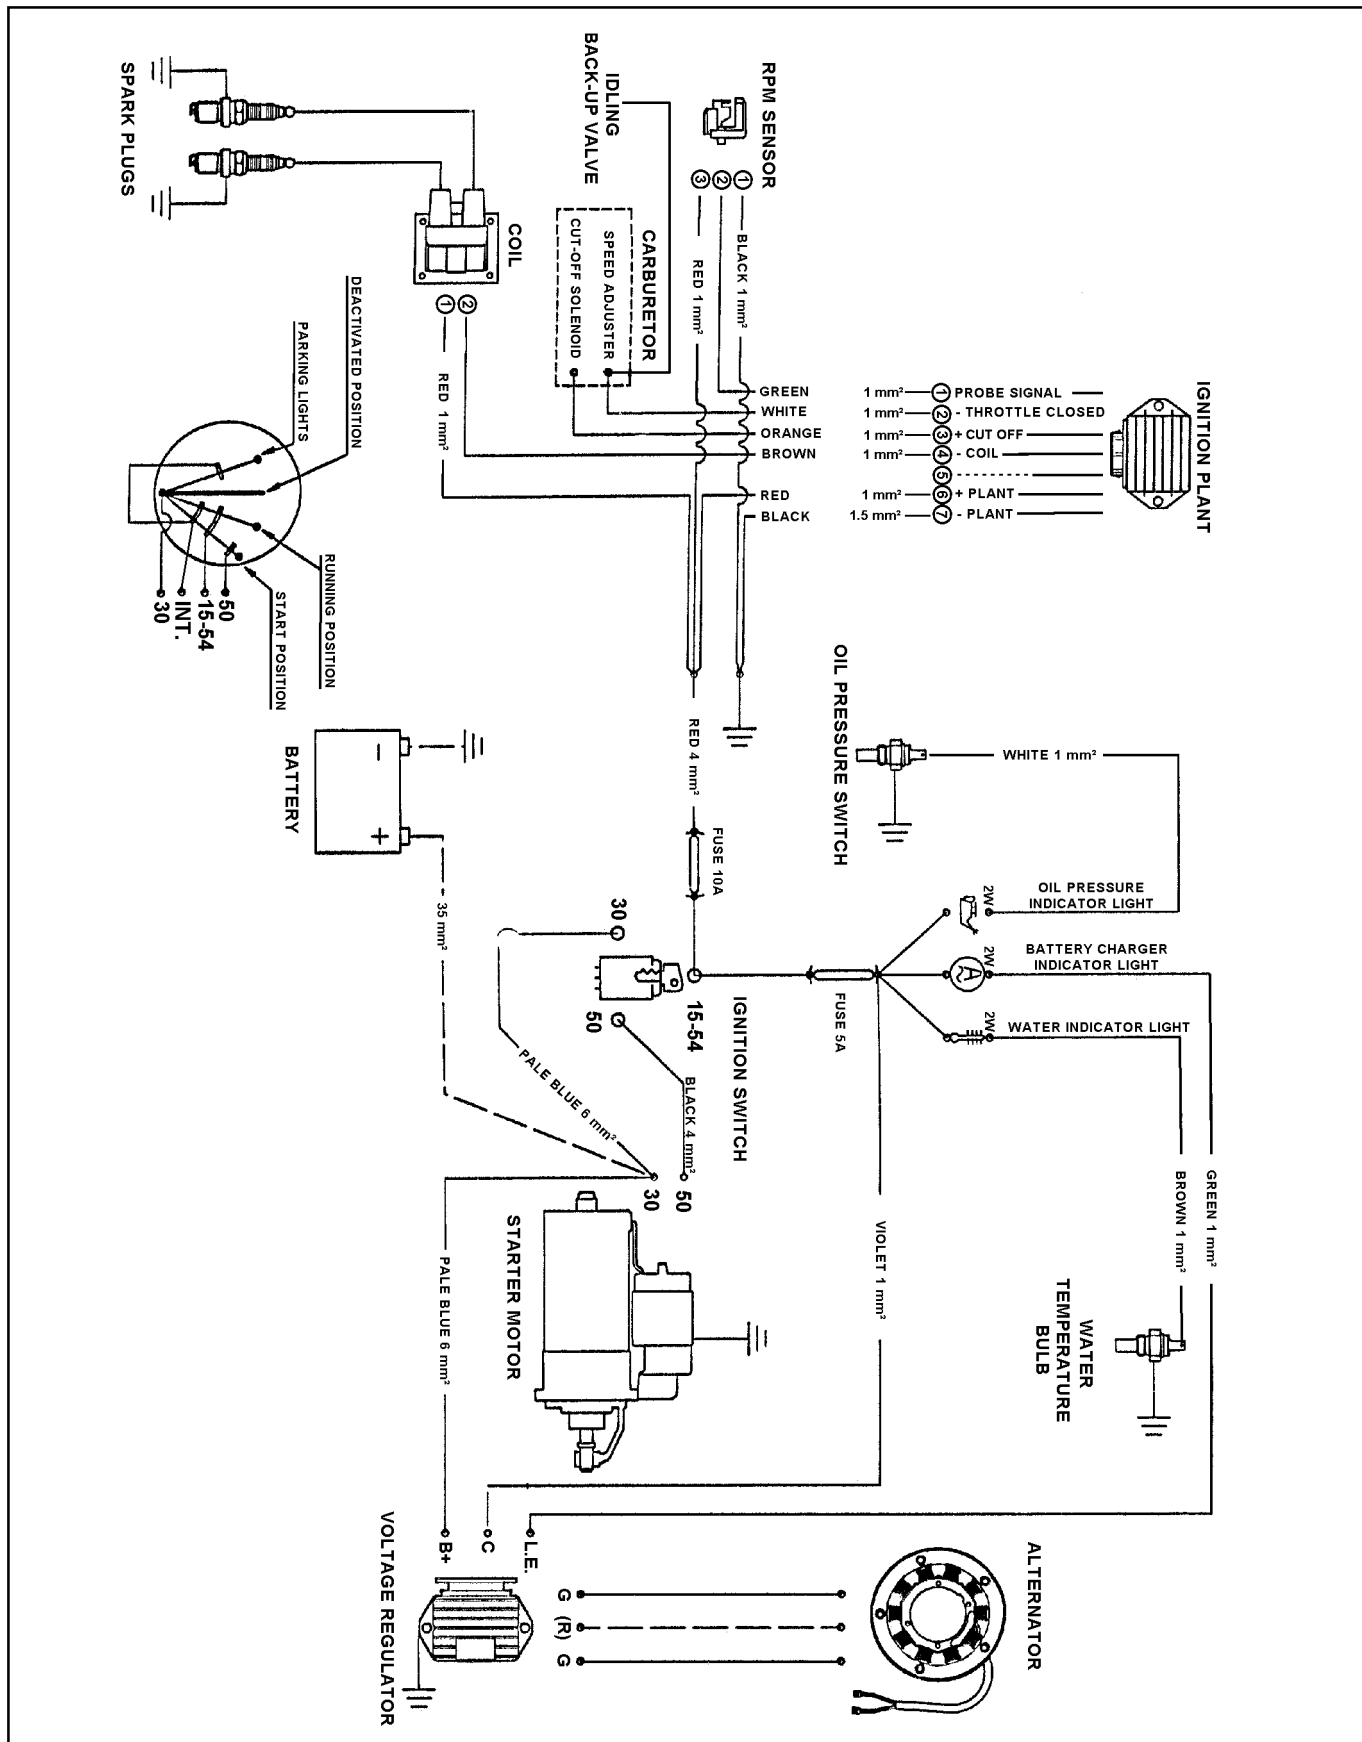 IDLING
BACK-UP VALVE
RPM SENSOR
SPARK PLUGS
3
2
1
COIL
CARBURETOR
SPEED ADJUSTER
CUT-OFF SOLENOID
BLACK 1 mm²
RED 1 mm²
1
2
RED 1 mm²
DEACTIVATED POSITION
PARKING LIGHTS
RUNNING POSITION
START POSITION
50
15-54
INT.
30
IGNITION PLANT
GREEN 1 mm² 1 PROBE SIGNAL
WHITE 1 mm² 2 - THROTTLE CLOSED
ORANGE 1 mm² 3 + CUT OFF
BROWN 1 mm² 4 - COIL
5
RED 1 mm² 6 + PLANT
BLACK 1.5 mm² 7 - PLANT
OIL PRESSURE SWITCH
WHITE 1 mm²
RED 4 mm²
BATTERY
-
+
FUSE 10A
35 mm²
30
50
15-54
IGNITION SWITCH
FUSE 5A
2W
OIL PRESSURE
INDICATOR LIGHT
2W
BATTERY CHARGER
INDICATOR LIGHT
A
2W
WATER INDICATOR LIGHT
PALE BLUE 6 mm²
BLACK 4 mm²
30
50
STARTER MOTOR
VIOLET 1 mm²
GREEN 1 mm²
BROWN 1 mm²
WATER
TEMPERATURE
BULB
PALE BLUE 6 mm²
VOLTAGE REGULATOR
B+
C
L.E.
G
(R)
G
ALTERNATOR